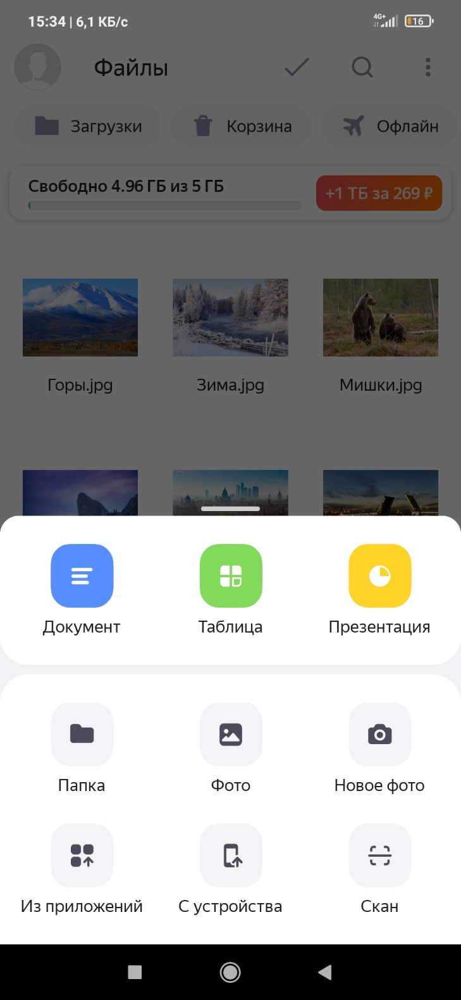 15:34 | 6,1 КБ/с 4G+ 16
Файлы
Загрузки Корзина Офлайн
Свободно 4.96 ГБ из 5 ГБ
+1 ТБ за 269 ₽
Горы.jpg Зима.jpg Мишки.jpg
Документ Таблица Презентация
Папка Фото Новое фото
Из приложений С устройства Скан